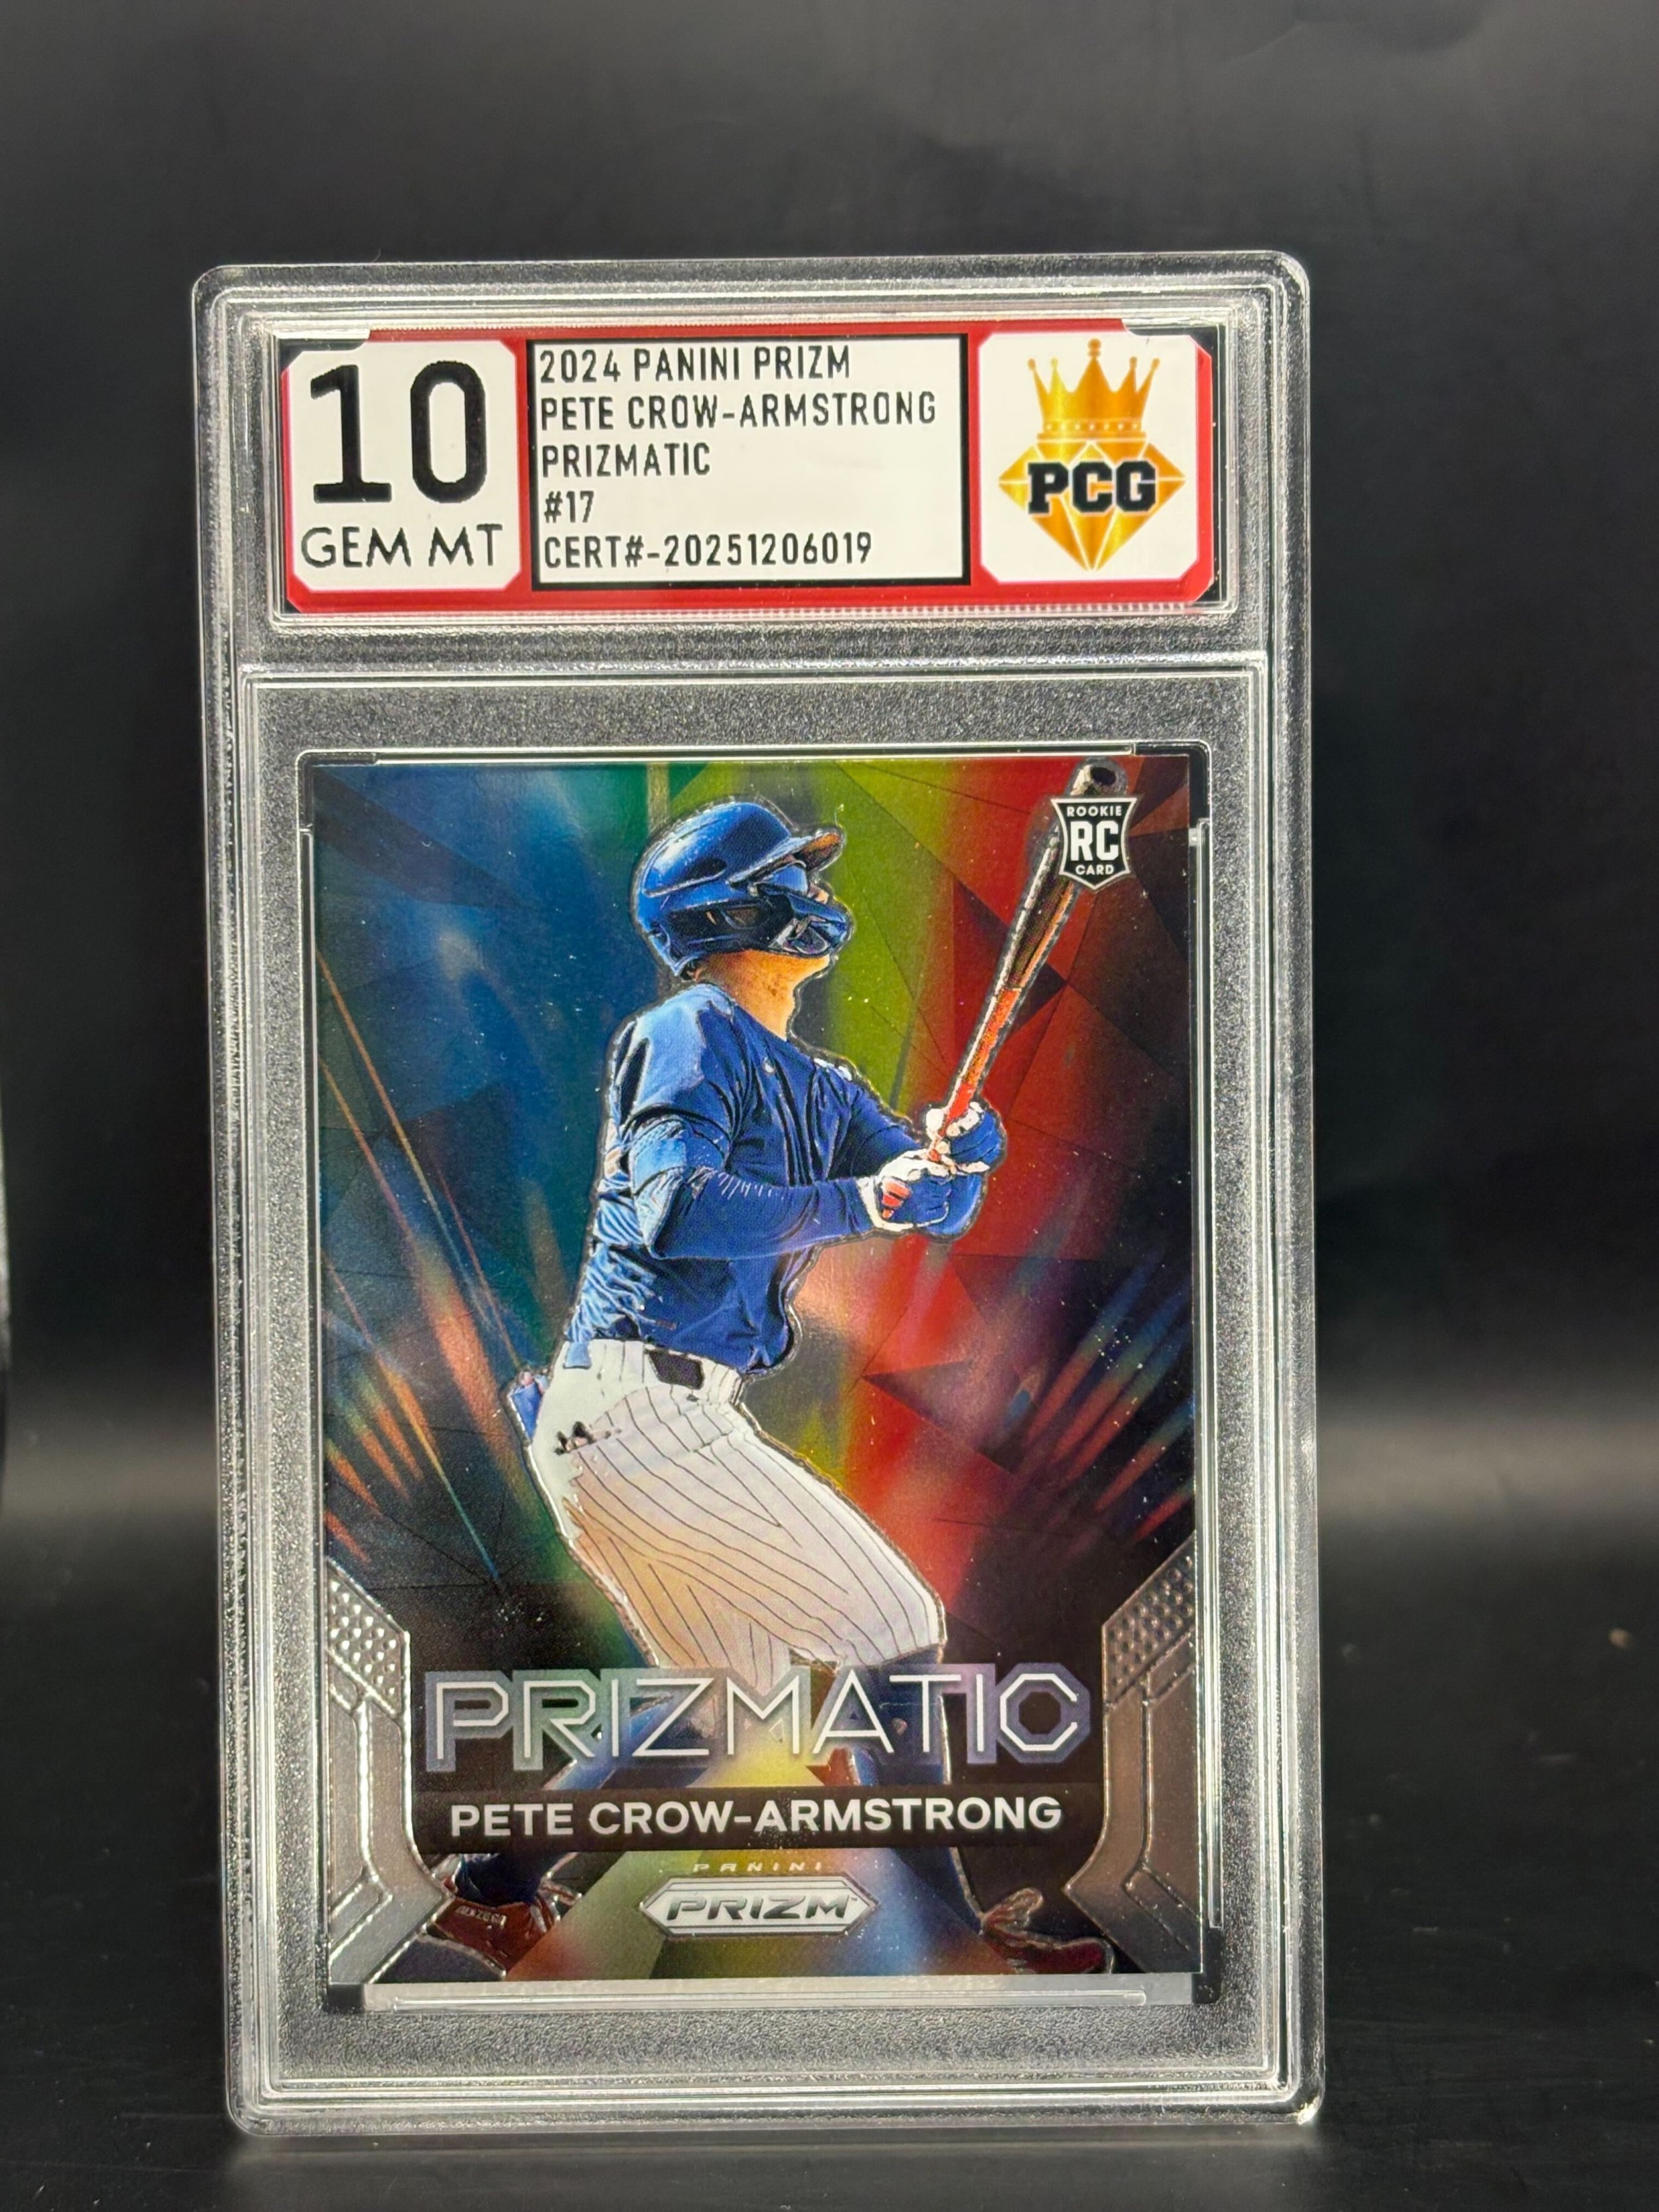 10
GEM MT
2024 PANINI PRIZM
PETE CROW-ARMSTRONG
PRIZMATIC
#17
CERT#-20251206019
PCG
ROOKIE
RC
CARD
PRIZMATIC
PETE CROW-ARMSTRONG
PANINI
PRIZM